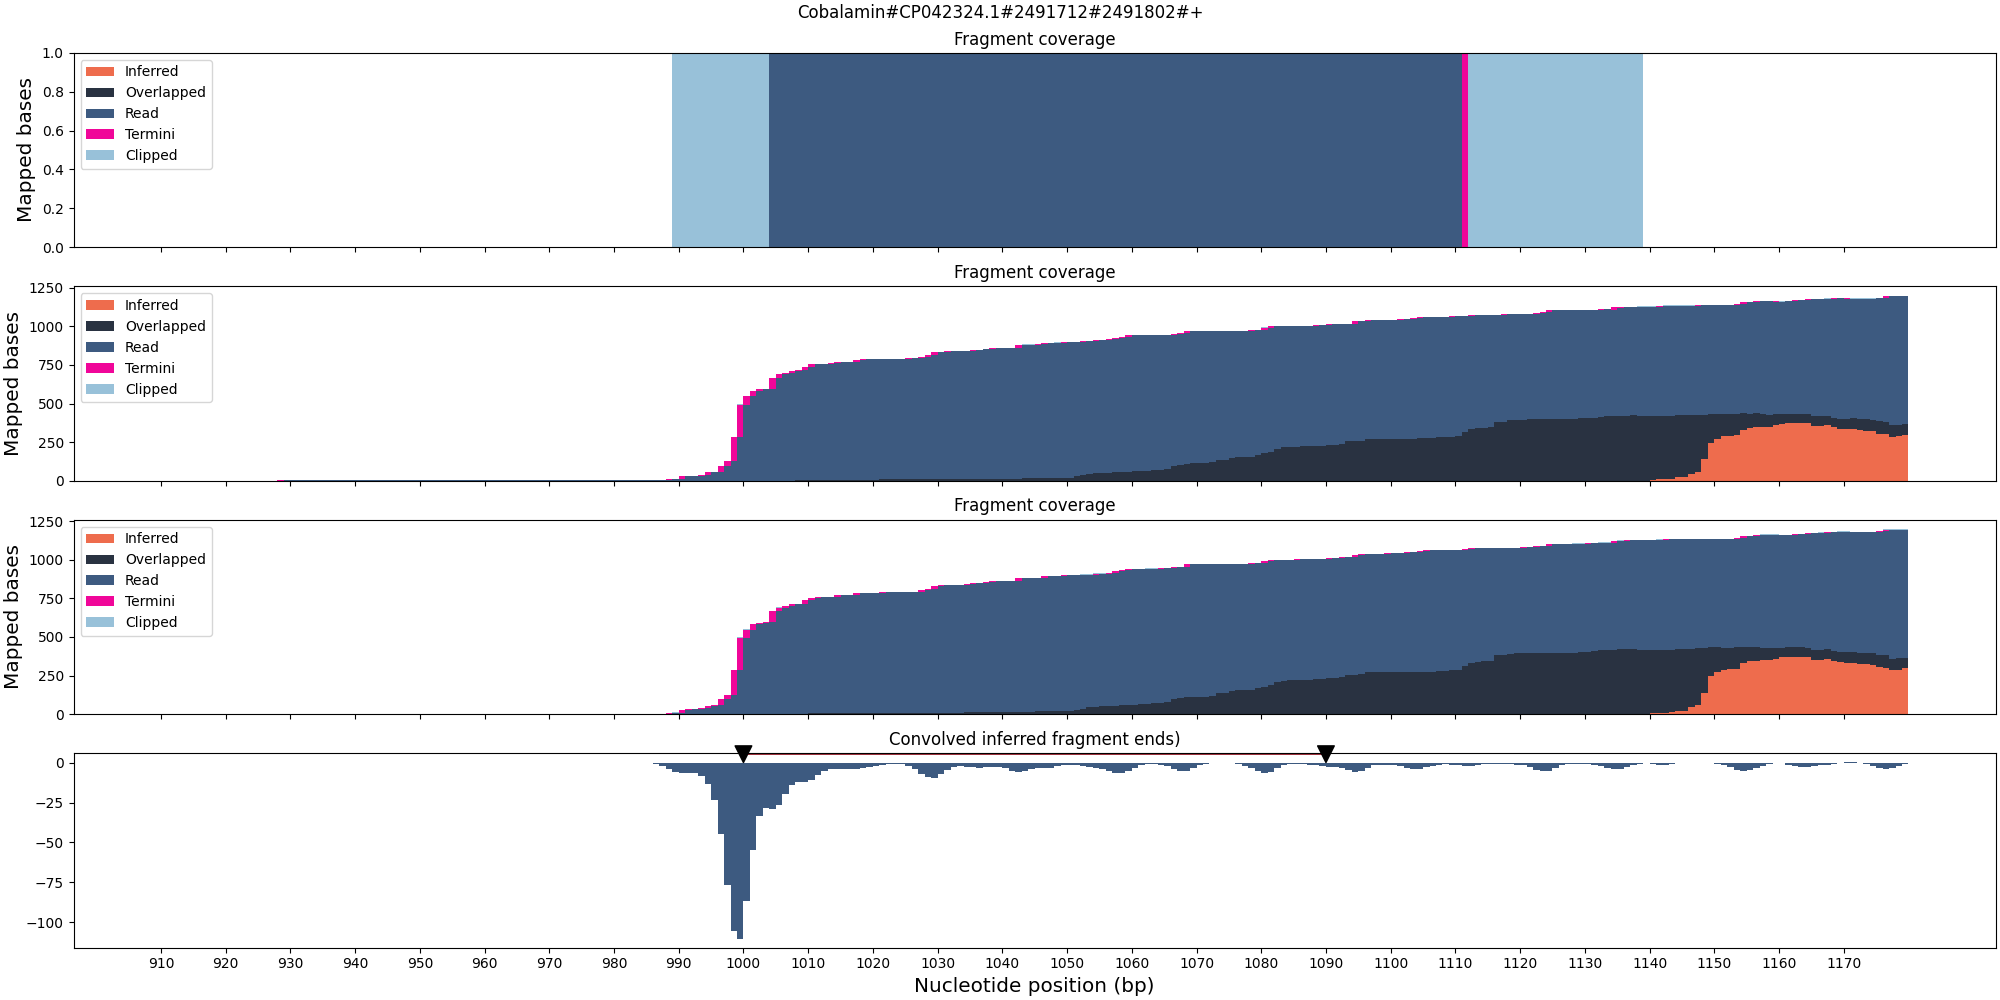 Cobalamin#CP042324.1#2491712#2491802#+
Fragment coverage
Mapped bases
1.0
0.8
0.6
0.4
0.2
0.0
Inferred
Overlapped
Read
Termini
Clipped
Fragment coverage
Mapped bases
1250
1000
750
500
250
0
Inferred
Overlapped
Read
Termini
Clipped
Fragment coverage
Mapped bases
1250
1000
750
500
250
0
Inferred
Overlapped
Read
Termini
Clipped
Convolved inferred fragment ends)
0
−25
−50
−75
−100
910 920 930 940 950 960 970 980 990 1000 1010 1020 1030 1040 1050 1060 1070 1080 1090 1100 1110 1120 1130 1140 1150 1160 1170
Nucleotide position (bp)